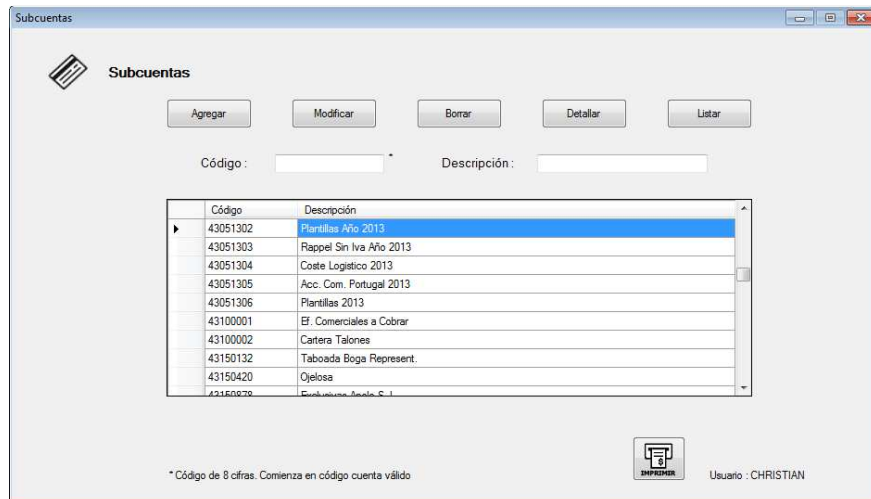 Subcuentas
Subcuentas
Agregar Modificar Borrar Detallar Listar
Código : * Descripción :
Código Descripción
43051302 Plantillas Año 2013
43051303 Rappel Sin Iva Año 2013
43051304 Coste Logistico 2013
43051305 Acc. Com. Portugal 2013
43051306 Plantillas 2013
43100001 Ef. Comerciales a Cobrar
43100002 Cartera Talones
43150132 Taboada Boga Represent.
43150420 Ojelosa
IMPRIMIR
* Código de 8 cifras. Comienza en código cuenta válido Usuario : CHRISTIAN